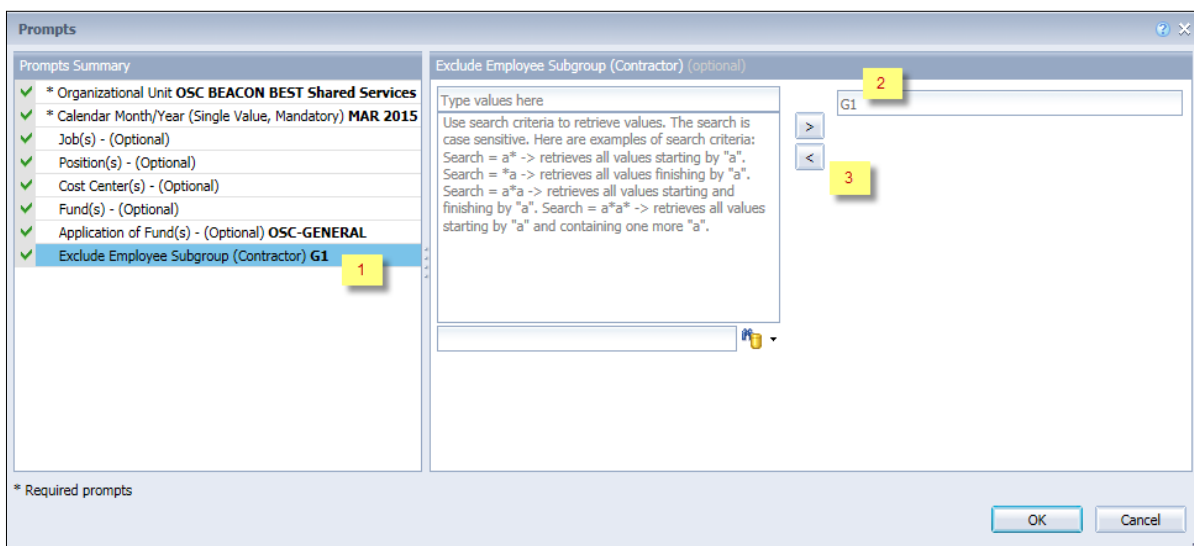 Prompts
Prompts Summary
* Organizational Unit OSC BEACON BEST Shared Services
* Calendar Month/Year (Single Value, Mandatory) MAR 2015
Job(s) - (Optional)
Position(s) - (Optional)
Cost Center(s) - (Optional)
Fund(s) - (Optional)
Application of Fund(s) - (Optional) OSC-GENERAL
Exclude Employee Subgroup (Contractor) G1
1
Exclude Employee Subgroup (Contractor) (optional)
Type values here
Use search criteria to retrieve values. The search is
case sensitive. Here are examples of search criteria:
Search = a* -> retrieves all values starting by "a".
Search = *a -> retrieves all values finishing by "a".
Search = a*a -> retrieves all values starting and
finishing by "a". Search = a*a* -> retrieves all values
starting by "a" and containing one more "a".
>
<
2
G1
3
* Required prompts
OK
Cancel